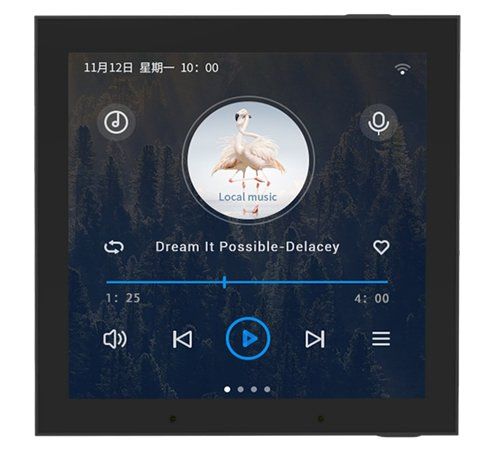 11月12日 星期一 10：00
Local music
Dream It Possible-Delacey
1：25
4：00